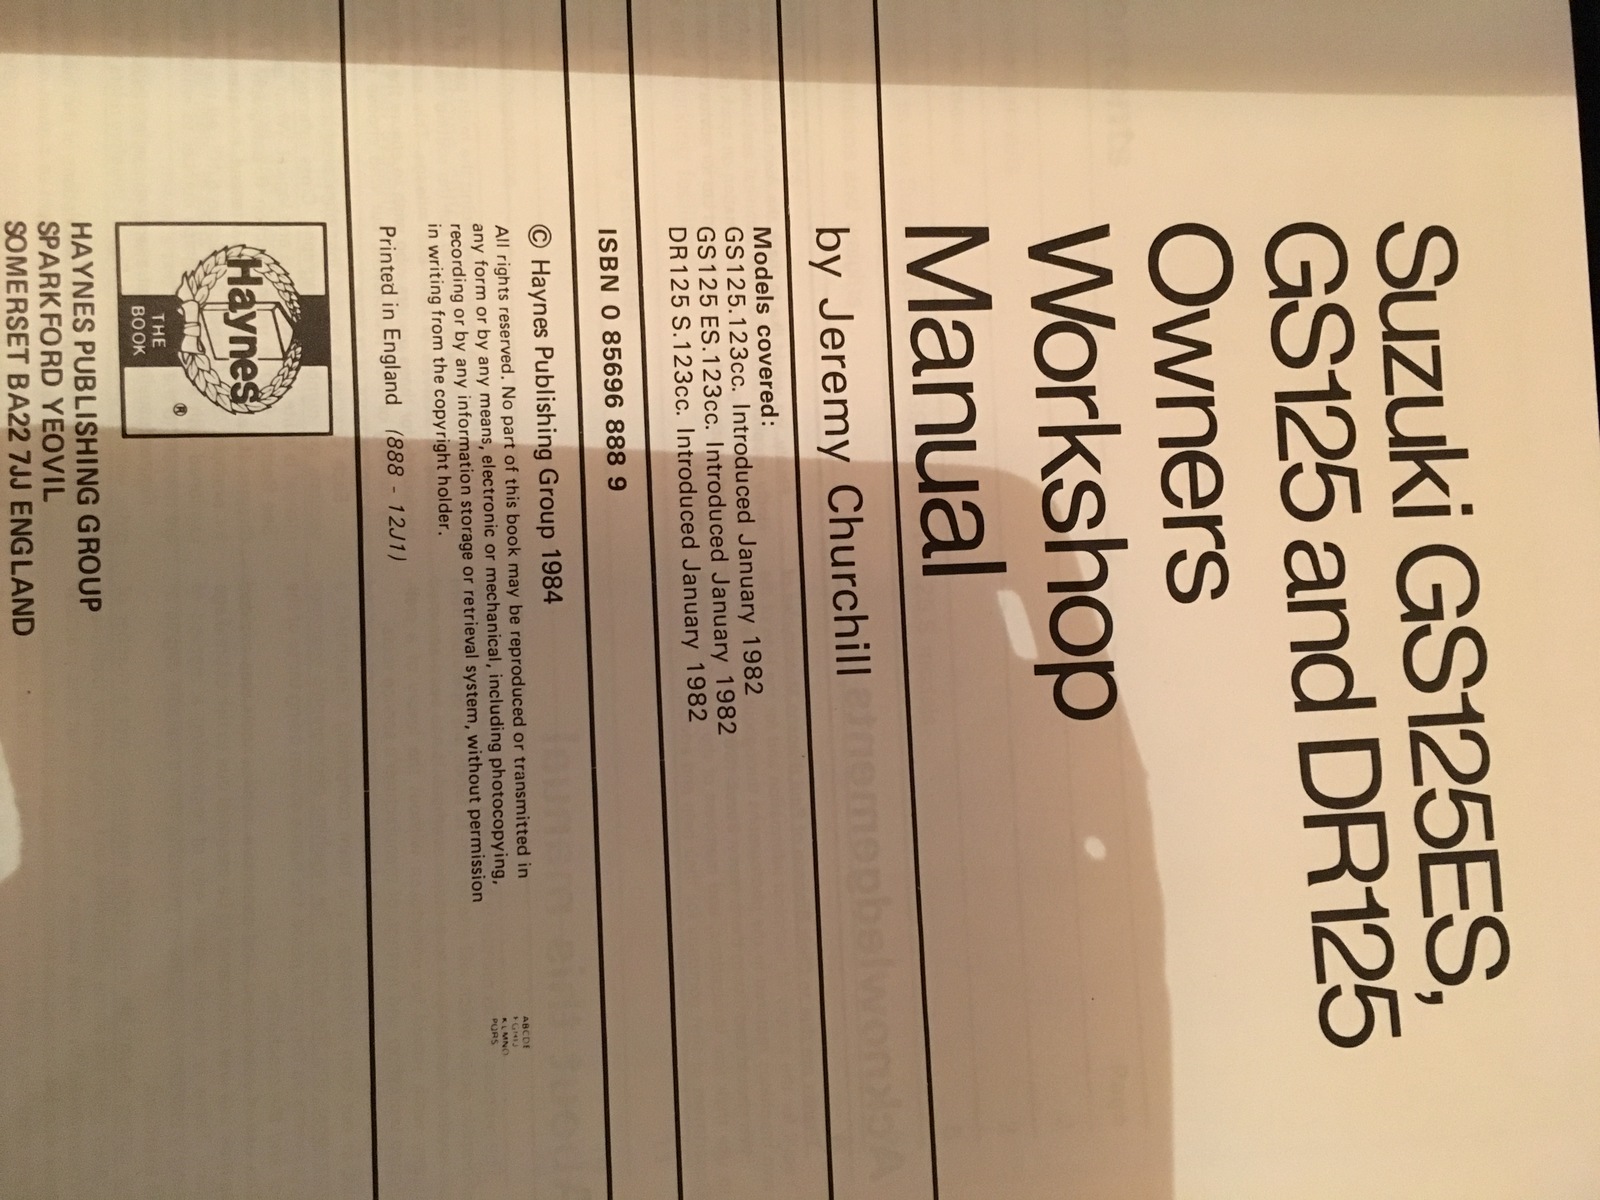 Suzuki GS125ES,
GS125 and DR125
Owners
Workshop
Manual
by Jeremy Churchill
Models covered:
GS125.123cc. Introduced January 1982
GS125 ES.123cc. Introduced January 1982
DR125 S.123cc. Introduced January 1982
ISBN 0 85696 888 9
© Haynes Publishing Group 1984
All rights reserved. No part of this book may be reproduced or transmitted in
any form or by any means, electronic or mechanical, including photocopying,
recording or by any information storage or retrieval system, without permission
in writing from the copyright holder.
ABCDE
PQRS
Printed in England (888 - 12J1)
Haynes
®
THE
BOOK
HAYNES PUBLISHING GROUP
SPARKFORD YEOVIL
SOMERSET BA22 7JJ ENGLAND